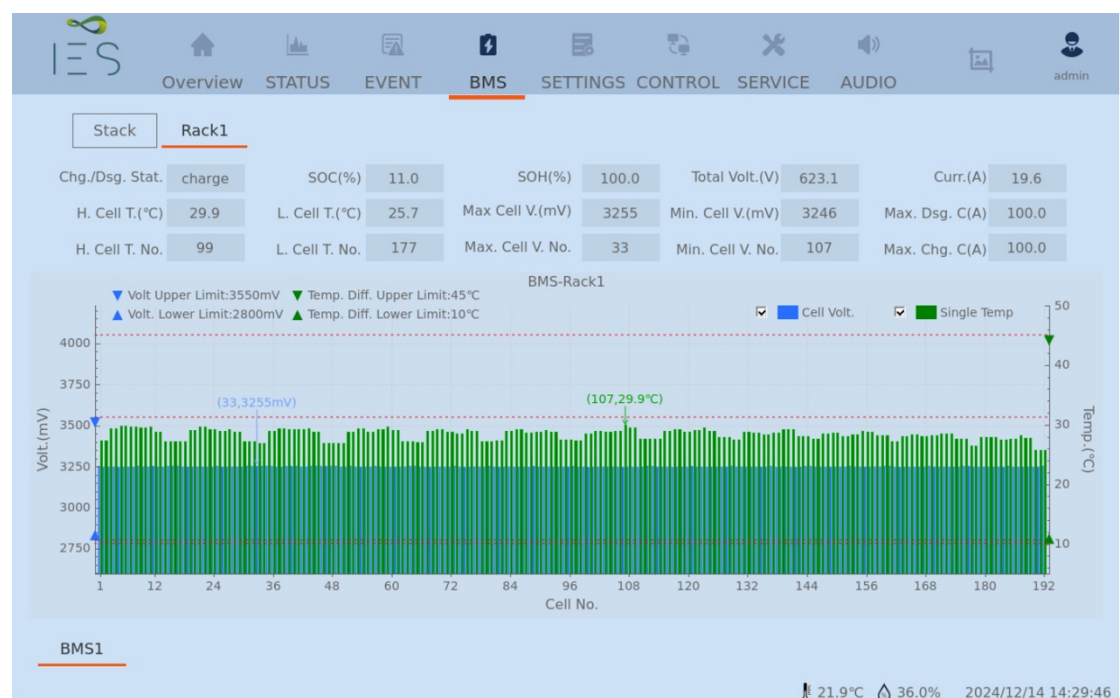 IES
Overview STATUS EVENT BMS SETTINGS CONTROL SERVICE AUDIO admin
Stack Rack1
Chg./Dsg. Stat. charge SOC(%) 11.0 SOH(%) 100.0 Total Volt.(V) 623.1 Curr.(A) 19.6
H. Cell T.(℃) 29.9 L. Cell T.(℃) 25.7 Max Cell V.(mV) 3255 Min. Cell V.(mV) 3246 Max. Dsg. C(A) 100.0
H. Cell T. No. 99 L. Cell T. No. 177 Max. Cell V. No. 33 Min. Cell V. No. 107 Max. Chg. C(A) 100.0
BMS-Rack1
Volt Upper Limit:3550mV Temp. Diff. Upper Limit:45℃
Volt. Lower Limit:2800mV Temp. Diff. Lower Limit:10℃ Cell Volt. Single Temp
50
4000
40
3750
(33,3255mV) (107,29.9℃)
3500 30
3250
20
3000
2750 10
Volt.(mV)
Temp.(℃)
1 12 24 36 48 60 72 84 96 108 120 132 144 156 168 180 192
Cell No.
BMS1
21.9℃ 36.0% 2024/12/14 14:29:46